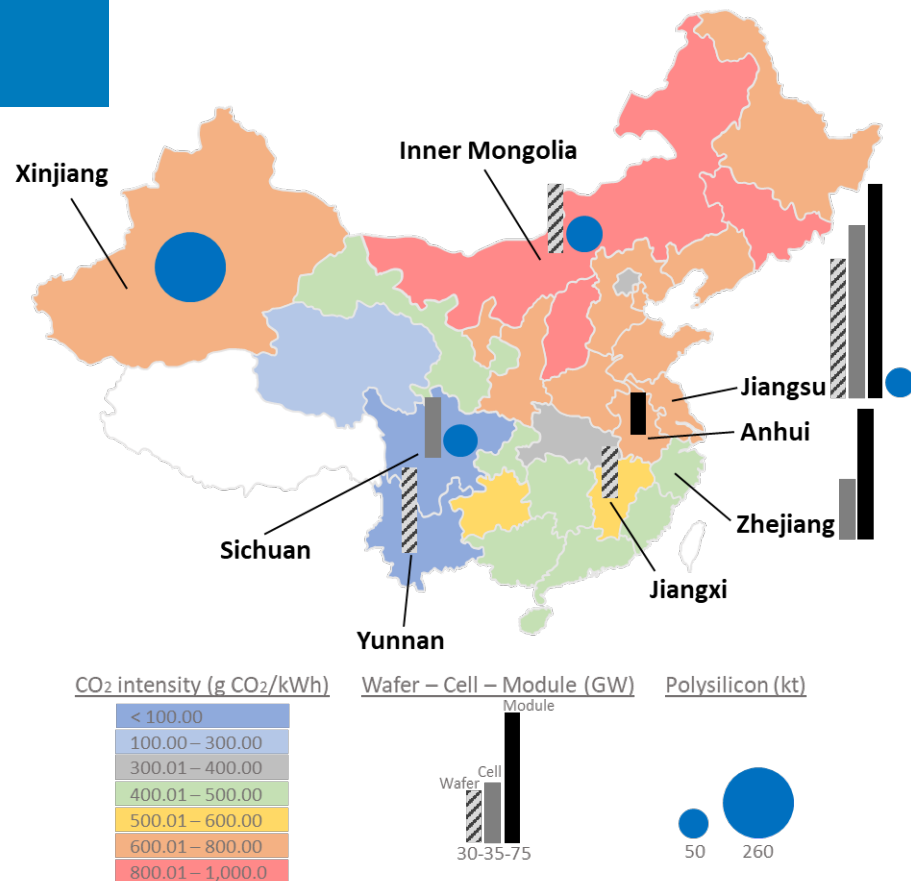 Inner Mongolia
Xinjiang
Jiangsu
Anhui
Zhejiang
Sichuan
Jiangxi
Yunnan
CO2 intensity (g CO2/kWh)
< 100.00
100.00 – 300.00
300.01 – 400.00
400.01 – 500.00
500.01 – 600.00
600.01 – 800.00
800.01 – 1,000.0
Wafer – Cell – Module (GW)
Module
Cell
Wafer
30-35-75
Polysilicon (kt)
50
260